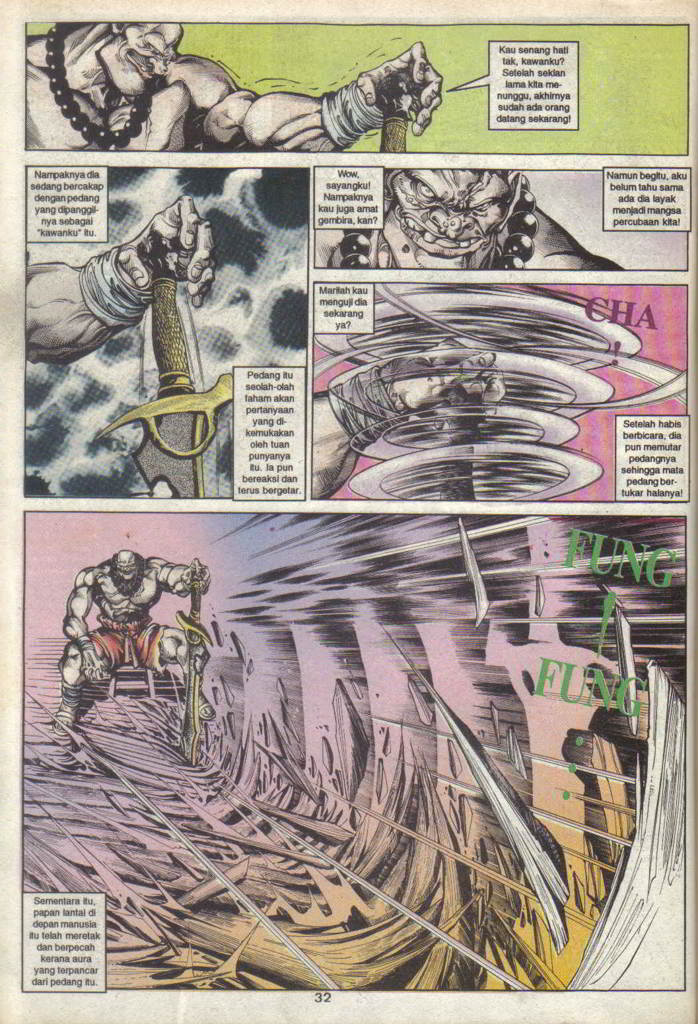 Kau senang hati
tak, kawanku?
Setelah sekian
lama kita me-
nunggu, akhirnya
sudah ada orang
datang sekarang!
Nampaknya dia
sedang bercakap
dengan pedang
yang dipanggil-
nya sebagai
"kawanku" itu.
Pedang itu
seolah-olah
faham akan
pertanyaan
yang di-
kemukakan
oleh tuan
punyanya
itu. Ia pun
bereaksi dan
terus bergetar.
Wow,
sayangku!
Nampaknya
kau juga amat
gembira, kan?
Namun begitu, aku
belum tahu sama
ada dia layak
menjadi mangsa
percubaan kita!
Marilah kau
menguji dia
sekarang
ya?
CHA
!
Setelah habis
berbicara, dia
pun memutar
pedangnya
sehingga mata
pedang ber-
tukar halanya!
FUNG
!
FUNG
...
Sementara itu,
papan lantai di
depan manusia
itu telah meretak
dan berpecah
kerana aura
yang terpancar
dari pedang itu.
32